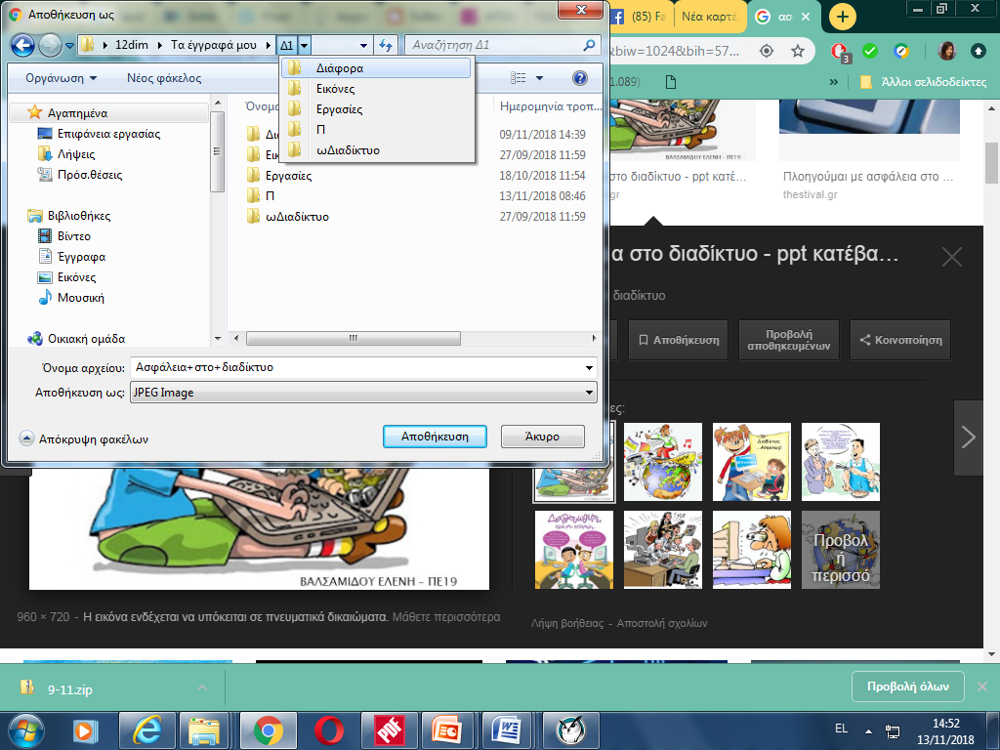 Αποθήκευση ως
(85) Fa
Νέα καρτέ
ασ
12dim
Τα έγγραφά μου
Δ1
Αναζήτηση Δ1
&biw=1024&bih=57...
3
Οργάνωση
Νέος φάκελος
1.089)
»
Άλλοι σελιδοδείκτες
Διάφορα
Εικόνες
Εργασίες
Π
ωΔιαδίκτυο
Αγαπημένα
Επιφάνεια εργασίας
Λήψεις
Πρόσ.θέσεις
Βιβλιοθήκες
Βίντεο
Έγγραφα
Εικόνες
Μουσική
Οικιακή ομάδα
Όνομ
Ημερομηνία τροπ...
Δι
09/11/2018 14:39
Εικ
27/09/2018 11:59
Εργασίες
18/10/2018 11:54
Π
13/11/2018 08:46
ωΔιαδίκτυο
27/09/2018 11:59
Όνομα αρχείου:
Ασφάλεια+στο+διαδίκτυο
Αποθήκευση ως:
JPEG Image
Απόκρυψη φακέλων
Αποθήκευση
Άκυρο
στο διαδίκτυο - ppt κατέ...
gr
Πλοηγούμαι με ασφάλεια στο ...
thestival.gr
α στο διαδίκτυο - ppt κατέβα...
διαδίκτυο
Αποθήκευση
Προβολή
αποθηκευμένων
Κοινοποίηση
ες:
Διαδίκτυο
...Ασφαλώς!
Προβολ
ή
περισσό
ΒΑΛΣΑΜΙΔΟΥ ΕΛΕΝΗ – ΠΕ19
960 × 720 - Η εικόνα ενδέχεται να υπόκειται σε πνευματικά δικαιώματα. Μάθετε περισσότερα
Λήψη βοήθειας - Αποστολή σχολίων
9-11.zip
Προβολή όλων
EL
14:52
13/11/2018